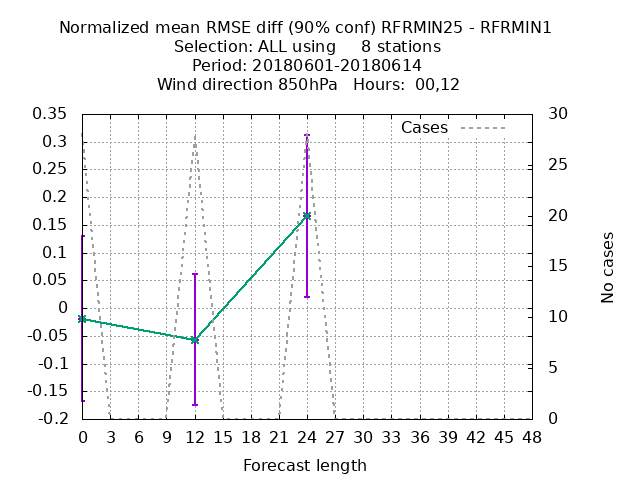 Normalized mean RMSE diff (90% conf) RFRMIN25 - RFRMIN1
Selection: ALL using     8 stations
Period: 20180601-20180614
Wind direction 850hPa   Hours:  00,12
Cases
0.35
0.3
0.25
0.2
0.15
0.1
0.05
0
-0.05
-0.1
-0.15
-0.2
30
25
20
15
10
5
0
No cases
0 3 6 9 12 15 18 21 24 27 30 33 36 39 42 45 48
Forecast length